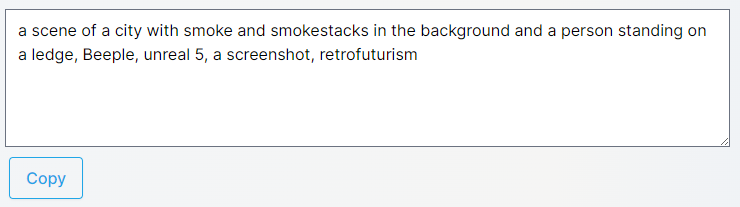 a scene of a city with smoke and smokestacks in the background and a person standing on
a ledge, Beeple, unreal 5, a screenshot, retrofuturism
Copy